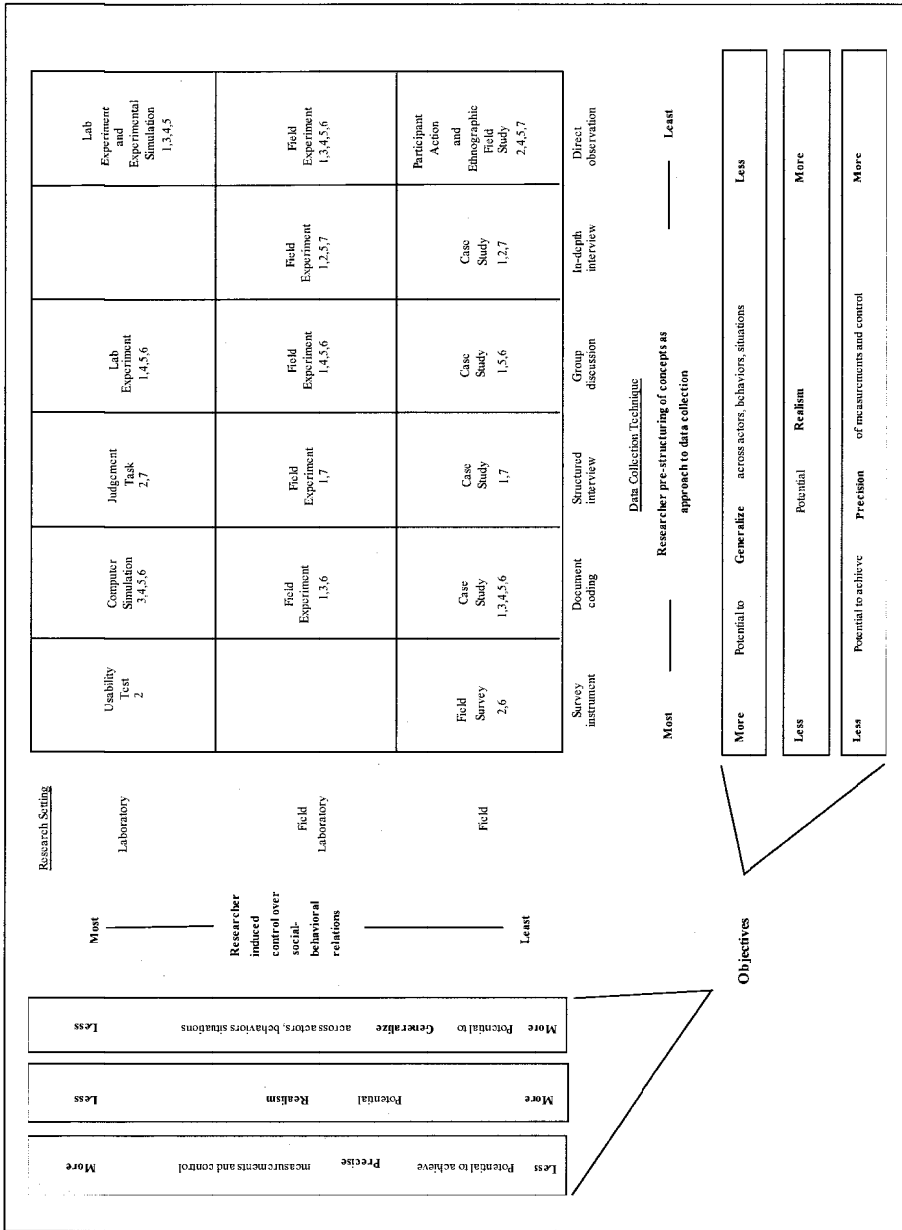 Research Setting
Most
Researcher
induced
control over
social-
behavioral
relations
Least
Laboratory
Field
Laboratory
Field
Usability
Test
2
Computer
Simulation
3,4,5,6
Judgement
Task
2,7
Lab
Experiment
1,4,5,6
Lab
Experiment
and
Experimental
Simulation
1,3,4,5
Field
Experiment
1,3,6
Field
Experiment
1,7
Field
Experiment
1,4,5,6
Field
Experiment
1,2,5,7
Field
Experiment
1,3,4,5,6
Field
Survey
2,6
Case
Study
1,3,4,5,6
Case
Study
1,7
Case
Study
1,5,6
Case
Study
1,2,7
Participant
Action
and
Ethnographic
Field
Study
2,4,5,7
Survey
instrument
Document
coding
Structured
interview
Group
discussion
In-depth
interview
Direct
observation
Data Collection Technique
Most
Researcher pre-structuring of concepts as
approach to data collection
Least
More Potential to Generalize across actors, behaviors, situations Less
Less Potential Realism More
Less Potential to achieve Precision of measurements and control More
Objectives
More Potential to Generalize across actors, behaviors situations Less
More Potential Realism Less
Less Potential to achieve Precise measurements and control More